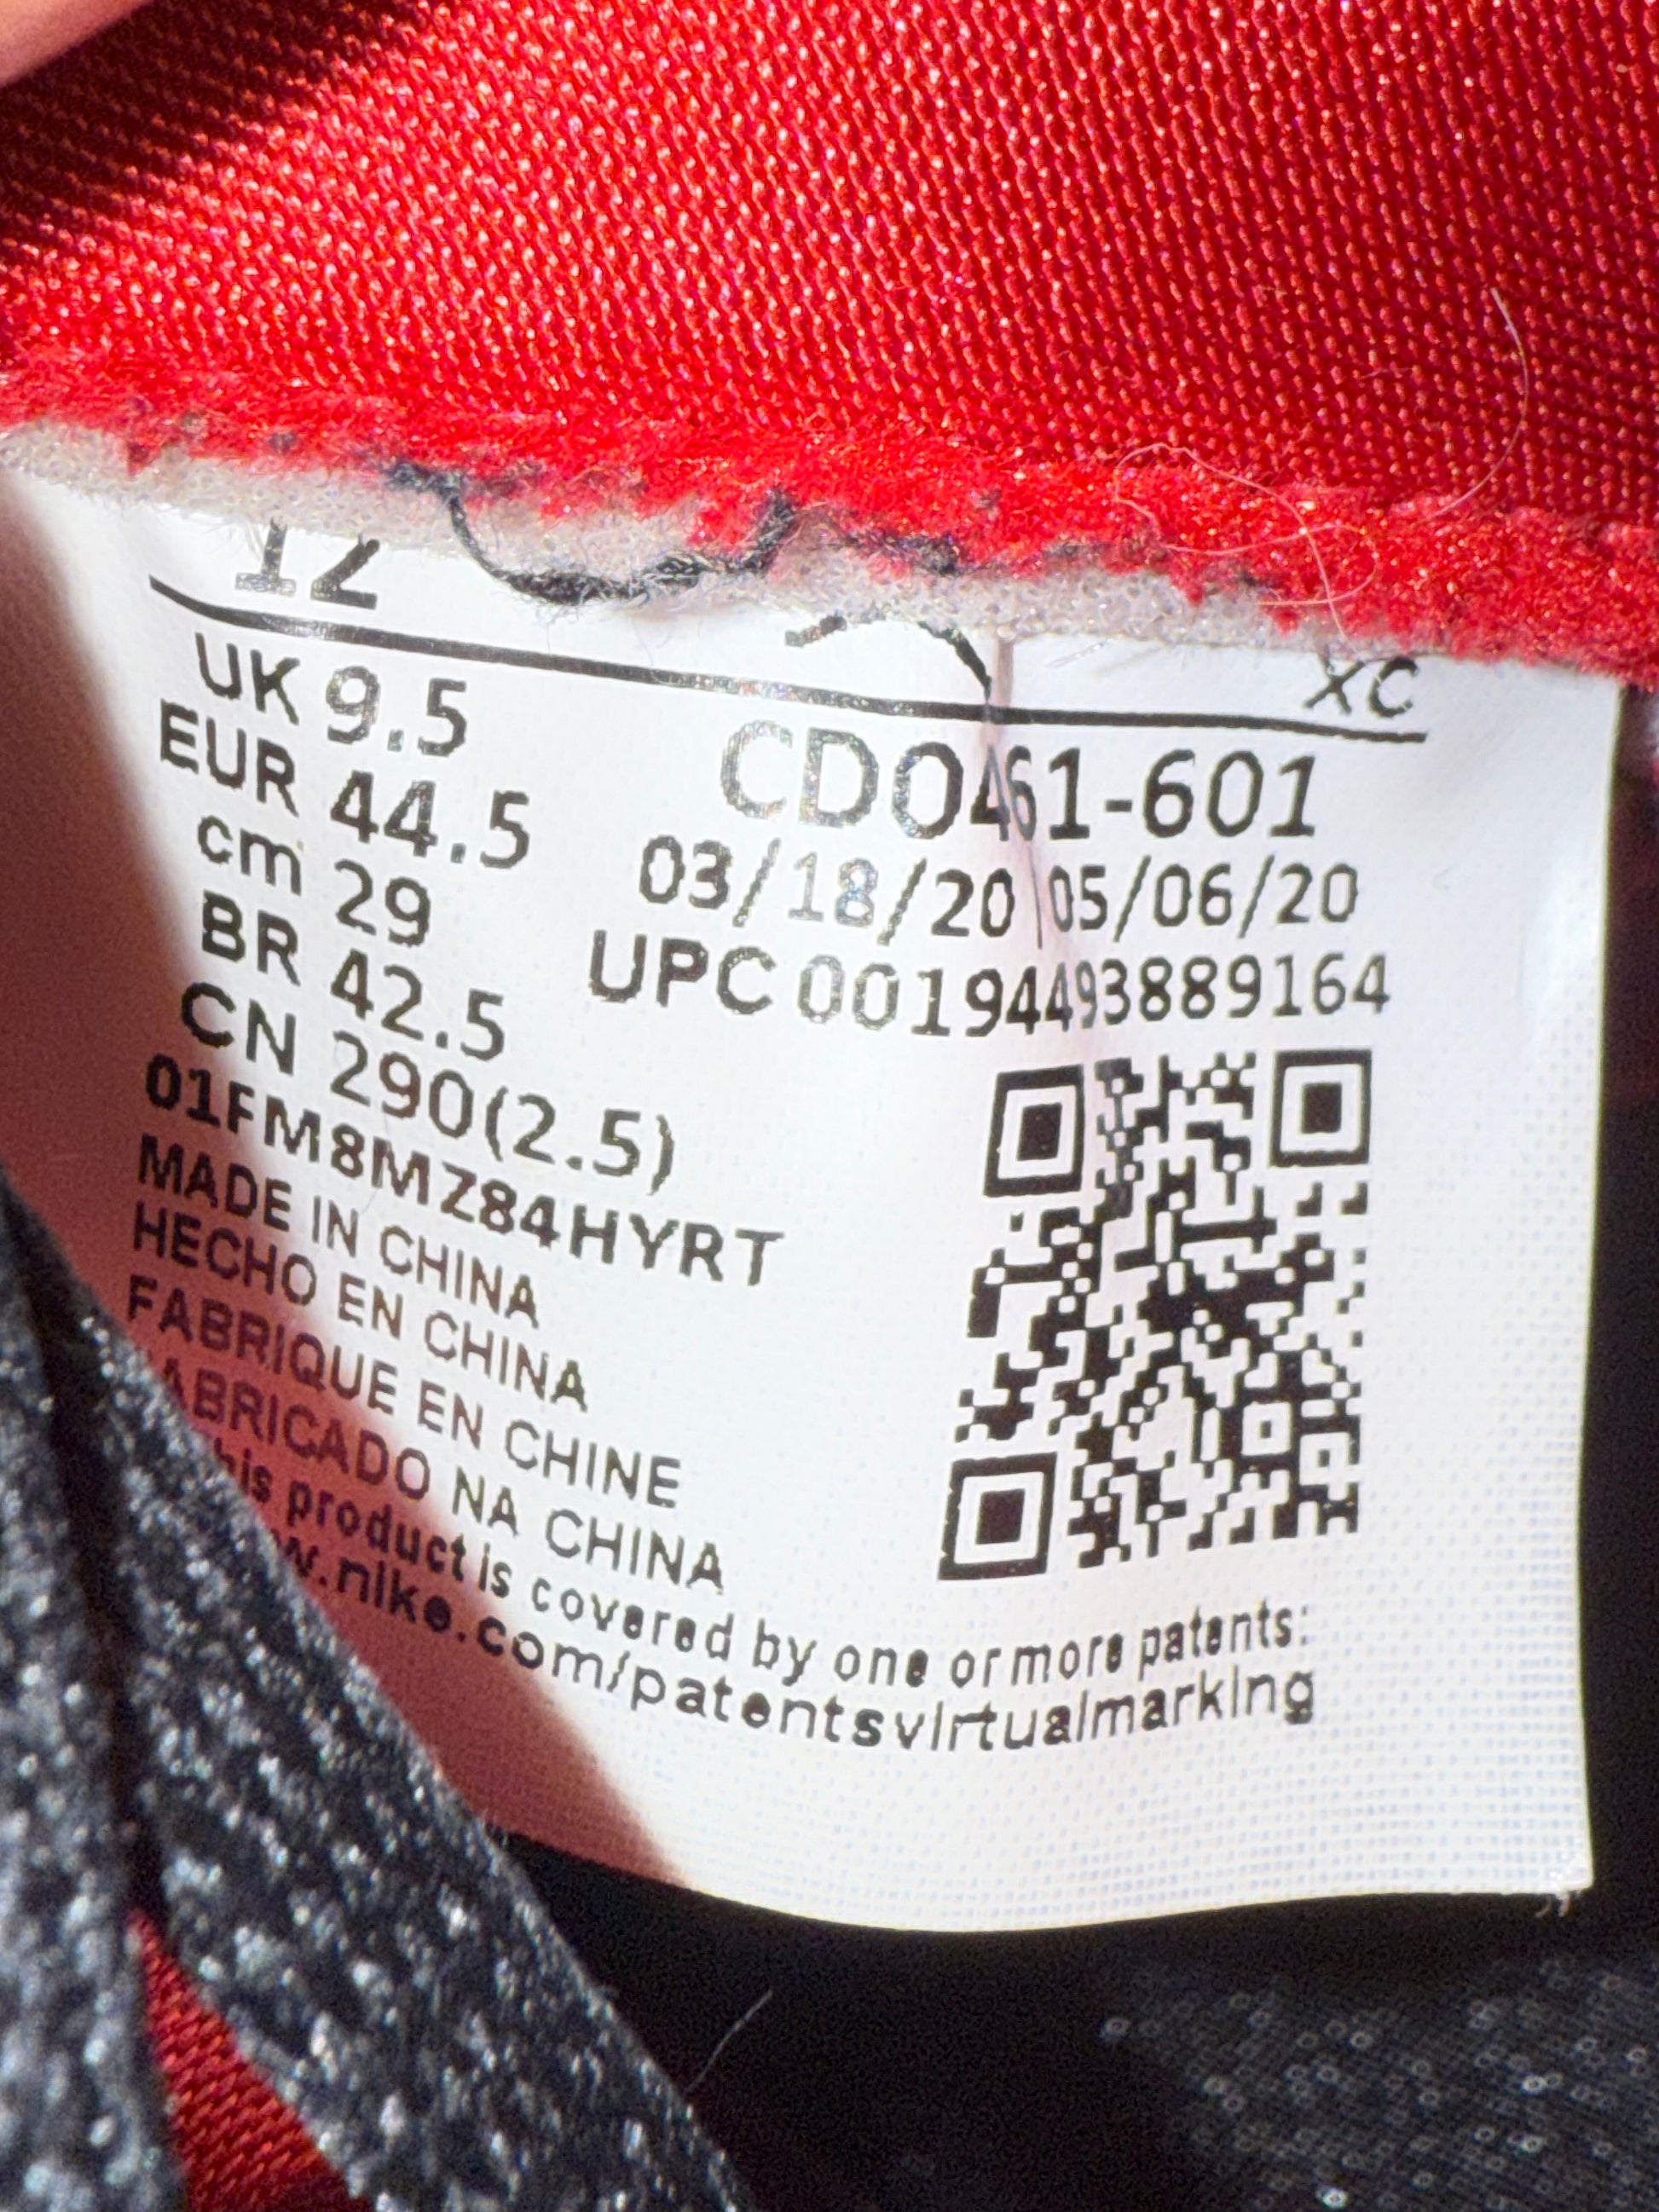 12
XC
UK 9.5
EUR 44.5
cm 29
BR 42.5
CN 290(2.5)
CD0461-601
03/18/20 05/06/20
UPC 00194493889164
01FM8MZ84HYRT
MADE IN CHINA
HECHO EN CHINA
FABRIQUE EN CHINE
ABRICADO NA CHINA
his product is covered by one or more patents:
w.nike.com/patentsvirtualmarking